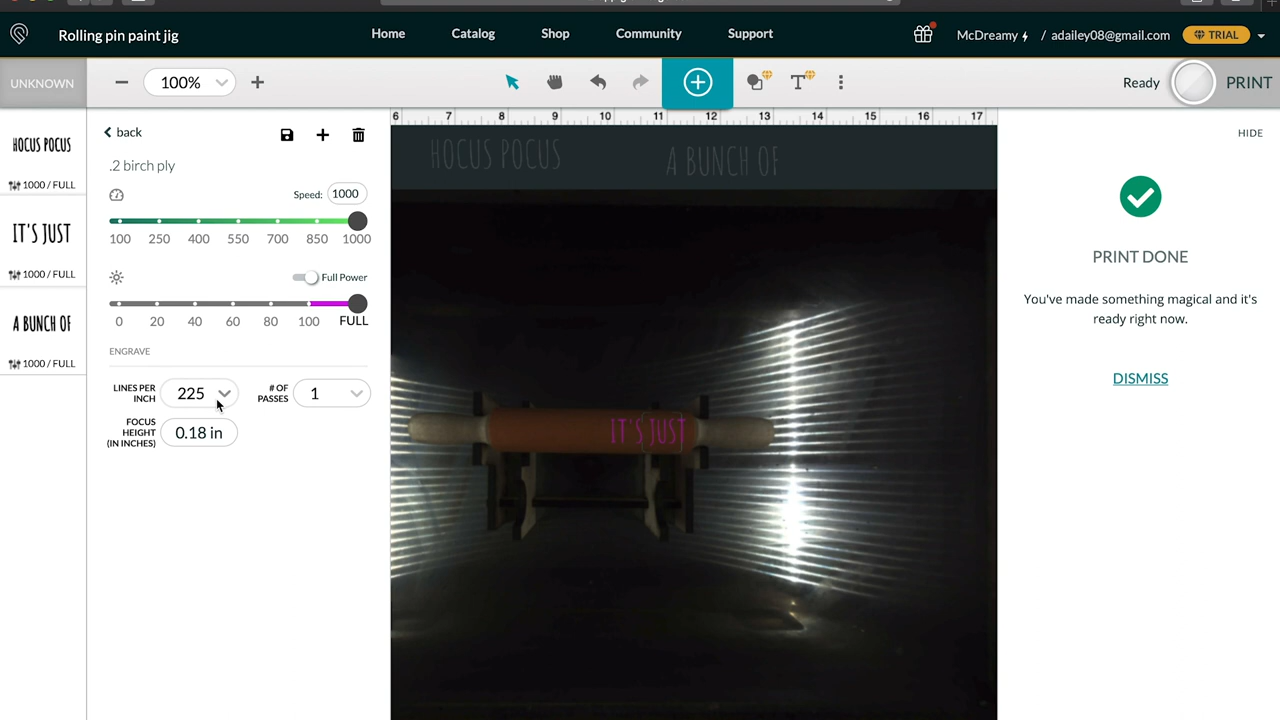 Rolling pin paint jig
Home Catalog Shop Community Support
McDreamy / adailey08@gmail.com TRIAL
UNKNOWN
100%
Ready PRINT
HOCUS POCUS
1000 / FULL
IT'S JUST
1000 / FULL
A BUNCH OF
1000 / FULL
back
.2 birch ply
Speed: 1000
100 250 400 550 700 850 1000
Full Power
0 20 40 60 80 100 FULL
ENGRAVE
LINES PER INCH 225 # OF PASSES 1
FOCUS HEIGHT (IN INCHES) 0.18 in
6 7 8 9 10 11 12 13 14 15 16 17
HOCUS POCUS A BUNCH OF
IT'S JUST
HIDE
PRINT DONE
You've made something magical and it's
ready right now.
DISMISS